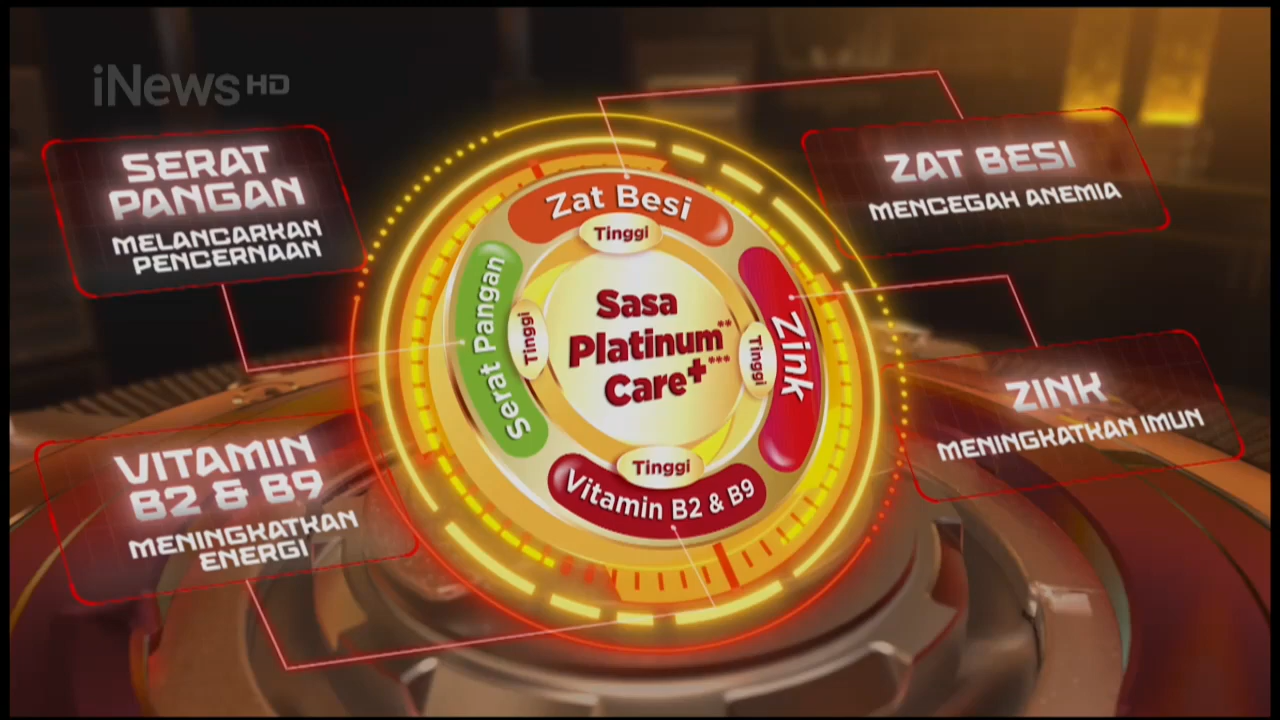 iNews HD
SERAT
PANGAN
MELANCARKAN
PENCERNAAN
ZAT BESI
MENCEGAH ANEMIA
Zat Besi
Tinggi
Serat Pangan
Tinggi
Sasa
Platinum**
Care+***
Tinggi
Zink
Tinggi
Vitamin B2 & B9
ZINK
MENINGKATKAN IMUN
VITAMIN
B2 & B9
MENINGKATKAN
ENERGI